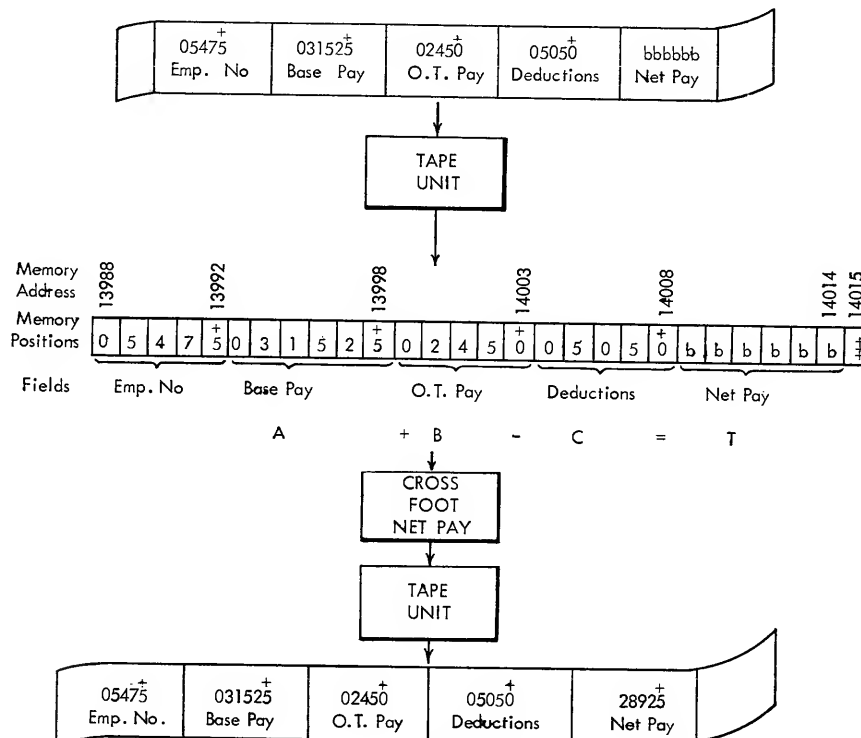 05475+ 031525+ 02450+ 05050+ bbbbbb
Emp. No Base Pay O.T. Pay Deductions Net Pay
TAPE
UNIT
Memory
Address 13988 13992 13998 14003 14008 14014 14015
Memory
Positions 0 5 4 7 +5 0 3 1 5 2 +5 0 2 4 5 +0 0 5 0 5 +0 b b b b b b ‡
Fields Emp. No Base Pay O.T. Pay Deductions Net Pay
A + B - C = T
CROSS
FOOT
NET PAY
TAPE
UNIT
05475+ 031525+ 02450+ 05050+ 28925+
Emp. No. Base Pay O.T. Pay Deductions Net Pay